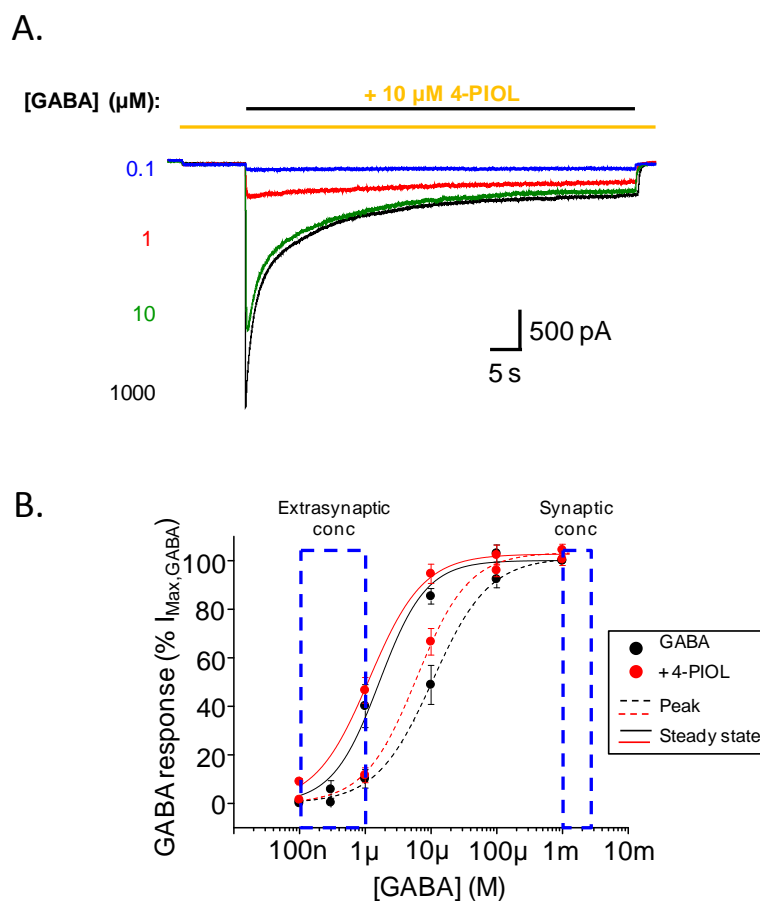 A.
[GABA] (µM): + 10 µM 4-PIOL
0.1
1
10
1000
500 pA
5 s
B.
Extrasynaptic
conc
Synaptic
conc
GABA response (% I Max,GABA)
100
80
60
40
20
0
GABA
+ 4-PIOL
Peak
Steady state
100n 1µ 10µ 100µ 1m 10m
[GABA] (M)